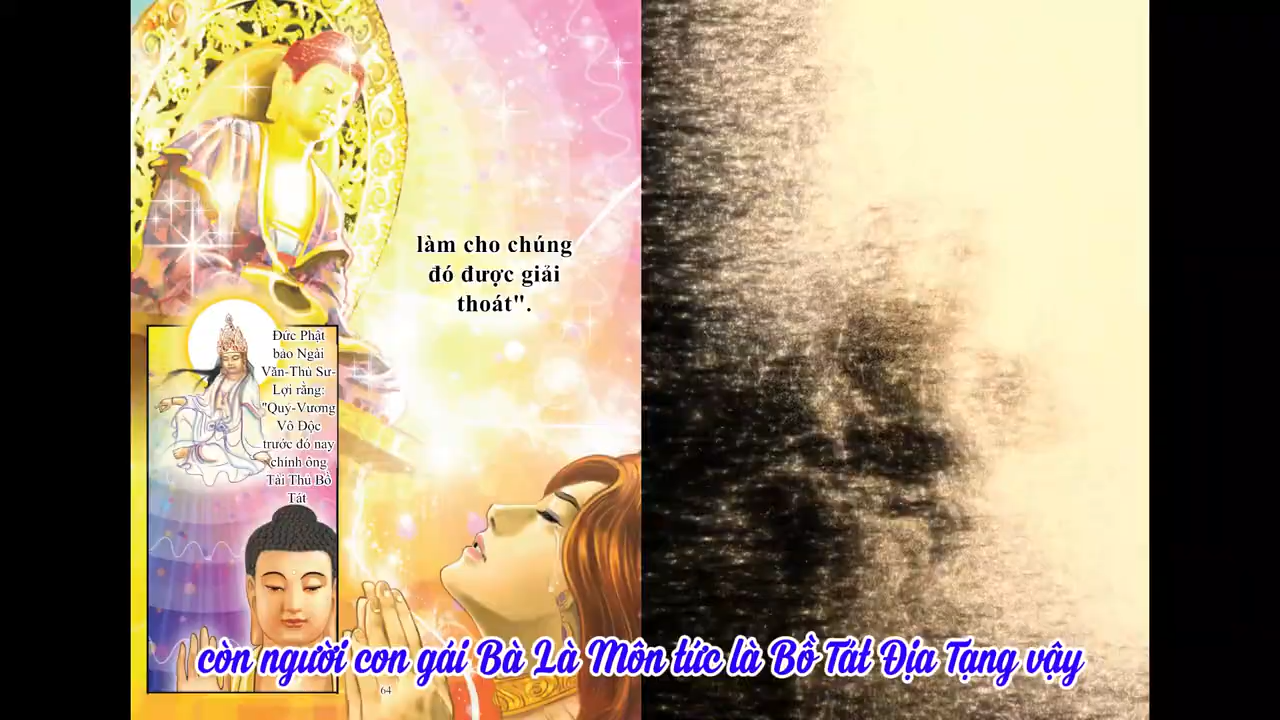 làm cho chúng
đó được giải
thoát".
Đức Phật
bảo Ngài
Văn-Thù Sư-
Lợi rằng:
"Quỷ-Vương
Vô Độc
trước đó nay
chính ông
Tài Thủ Bồ
Tát
còn người con gái Bà La Môn tức là Bồ Tát Địa Tạng vậy
64